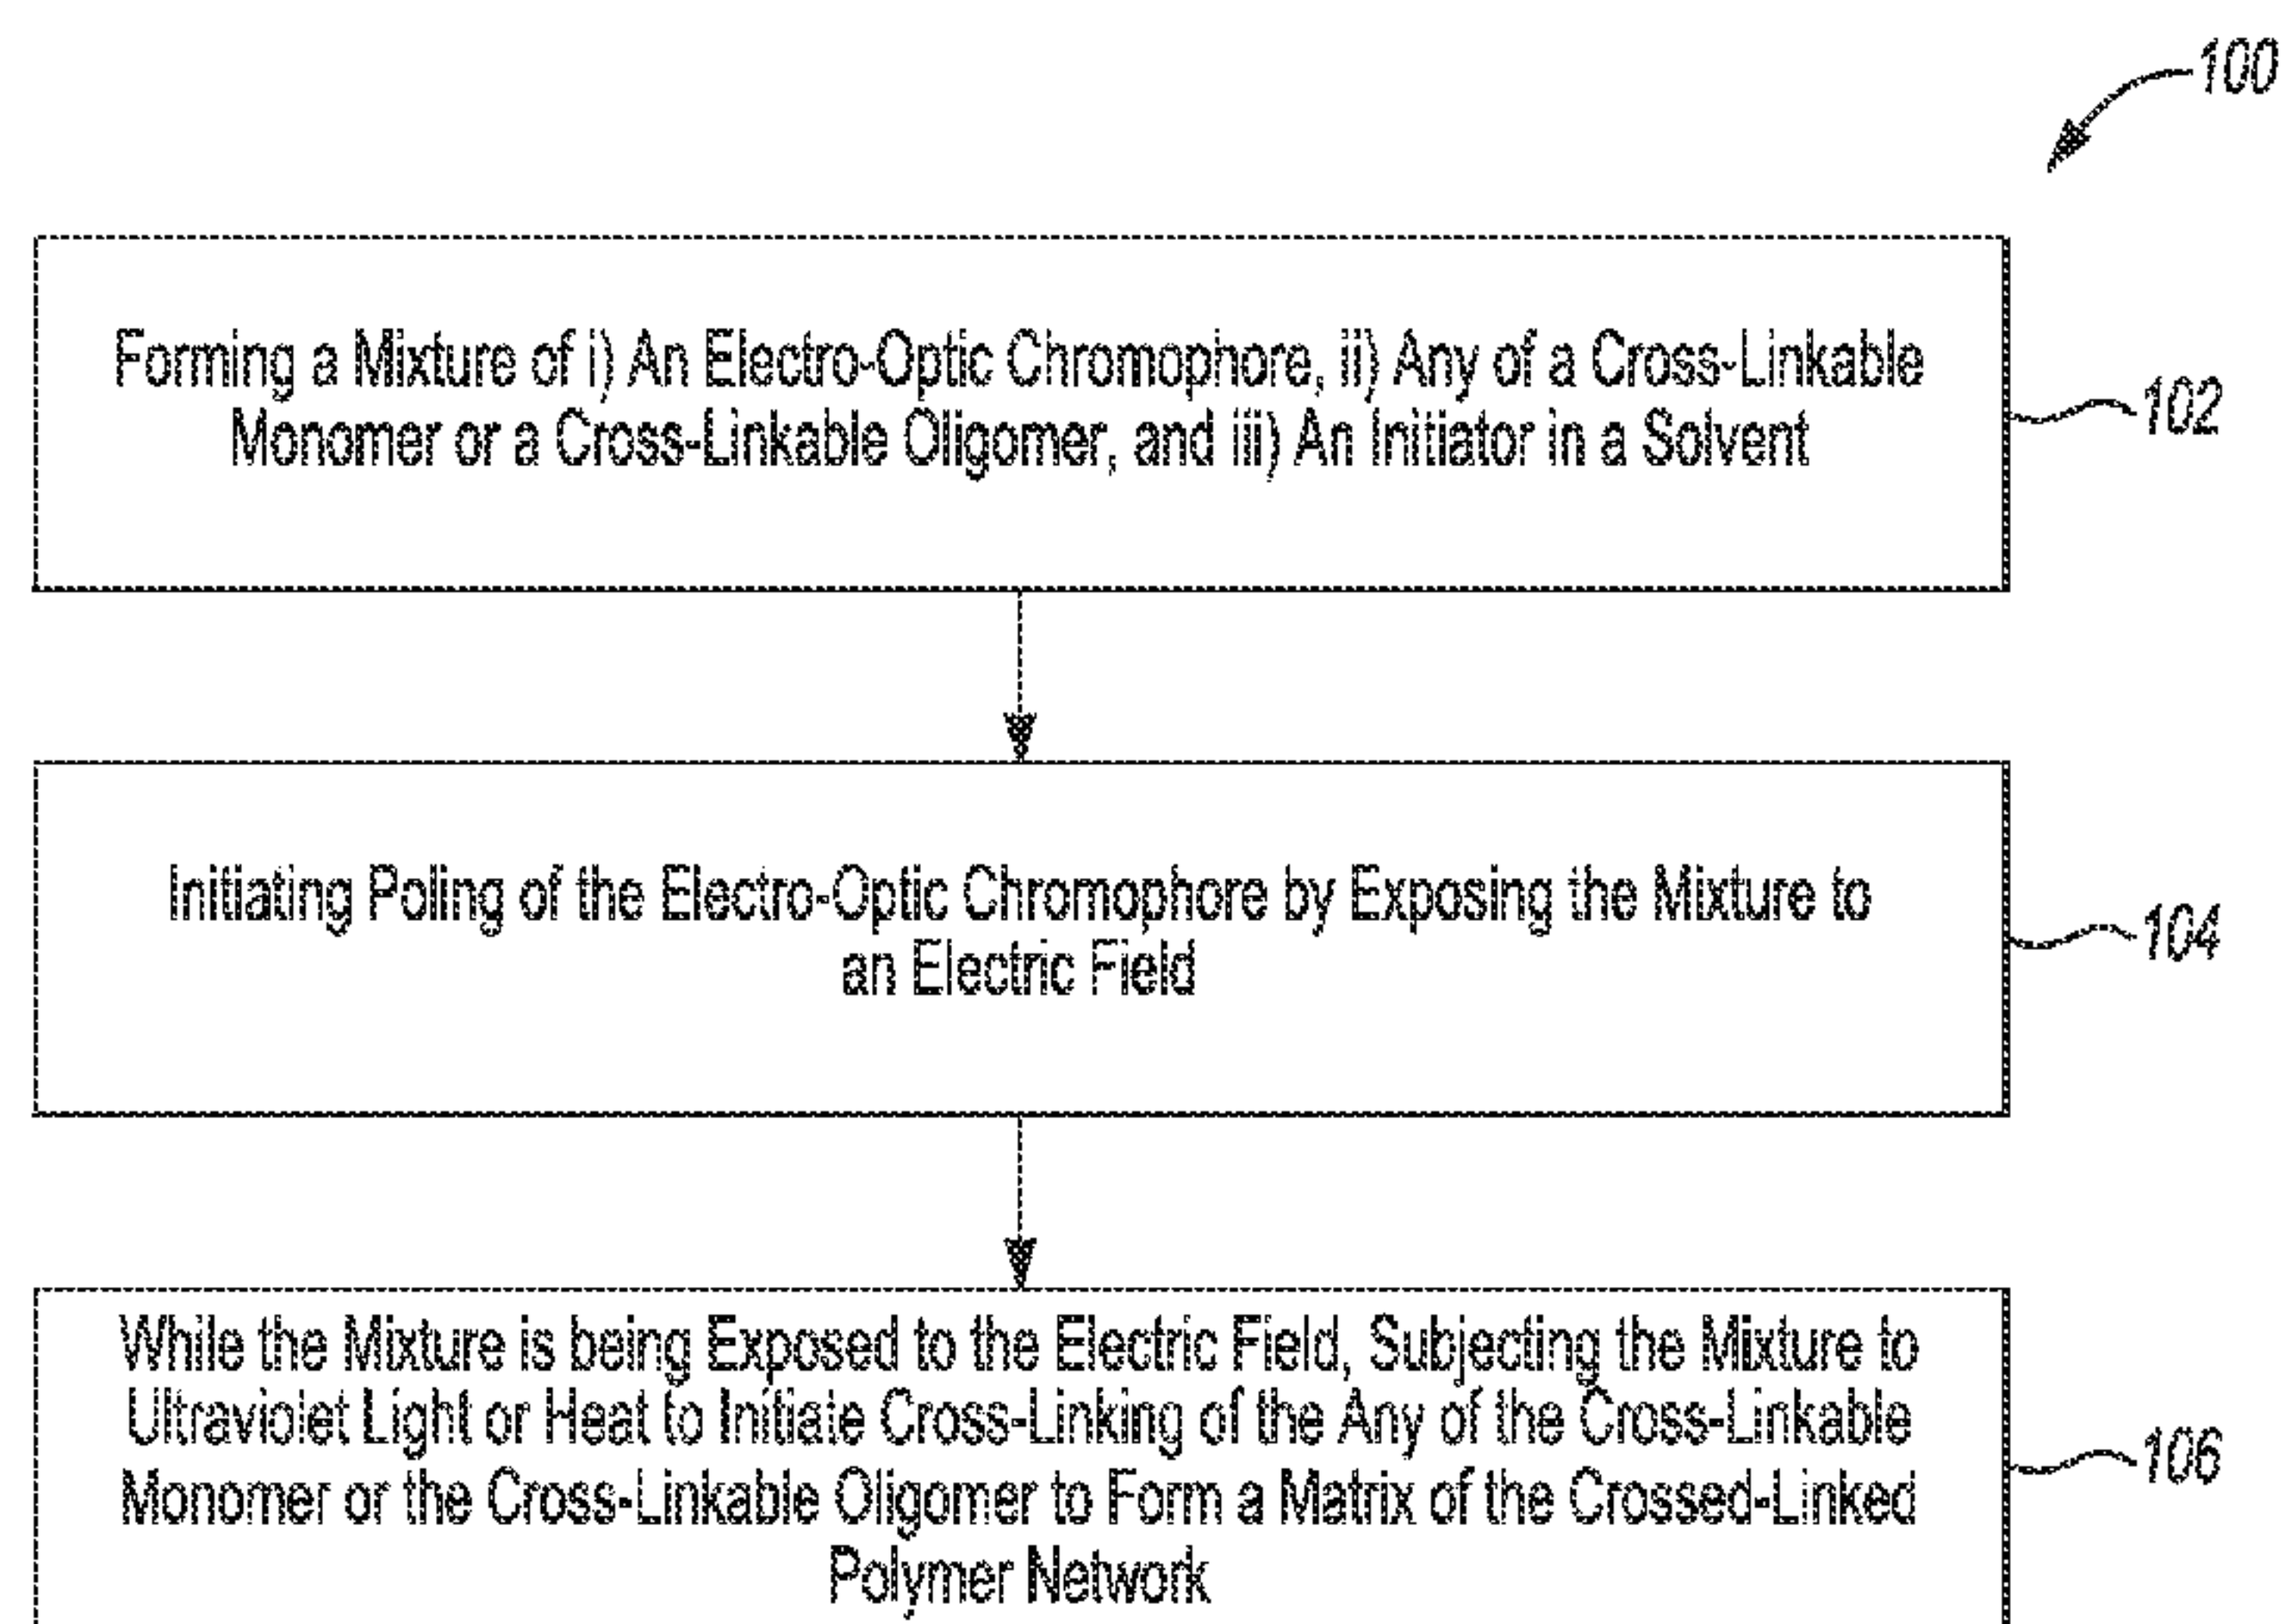 100
Forming a Mixture of i) An Electro-Optic Chromophore, ii) Any of a Cross-Linkable
Monomer or a Cross-Linkable Oligomer, and iii) An Initiator in a Solvent
102
Initiating Poling of the Electro-Optic Chromophore by Exposing the Mixture to
an Electric Field
104
While the Mixture is being Exposed to the Electric Field, Subjecting the Mixture to
Ultraviolet Light or Heat to Initiate Cross-Linking of the Any of the Cross-Linkable
Monomer or the Cross-Linkable Oligomer to Form a Matrix of the Crossed-Linked
Polymer Network
106